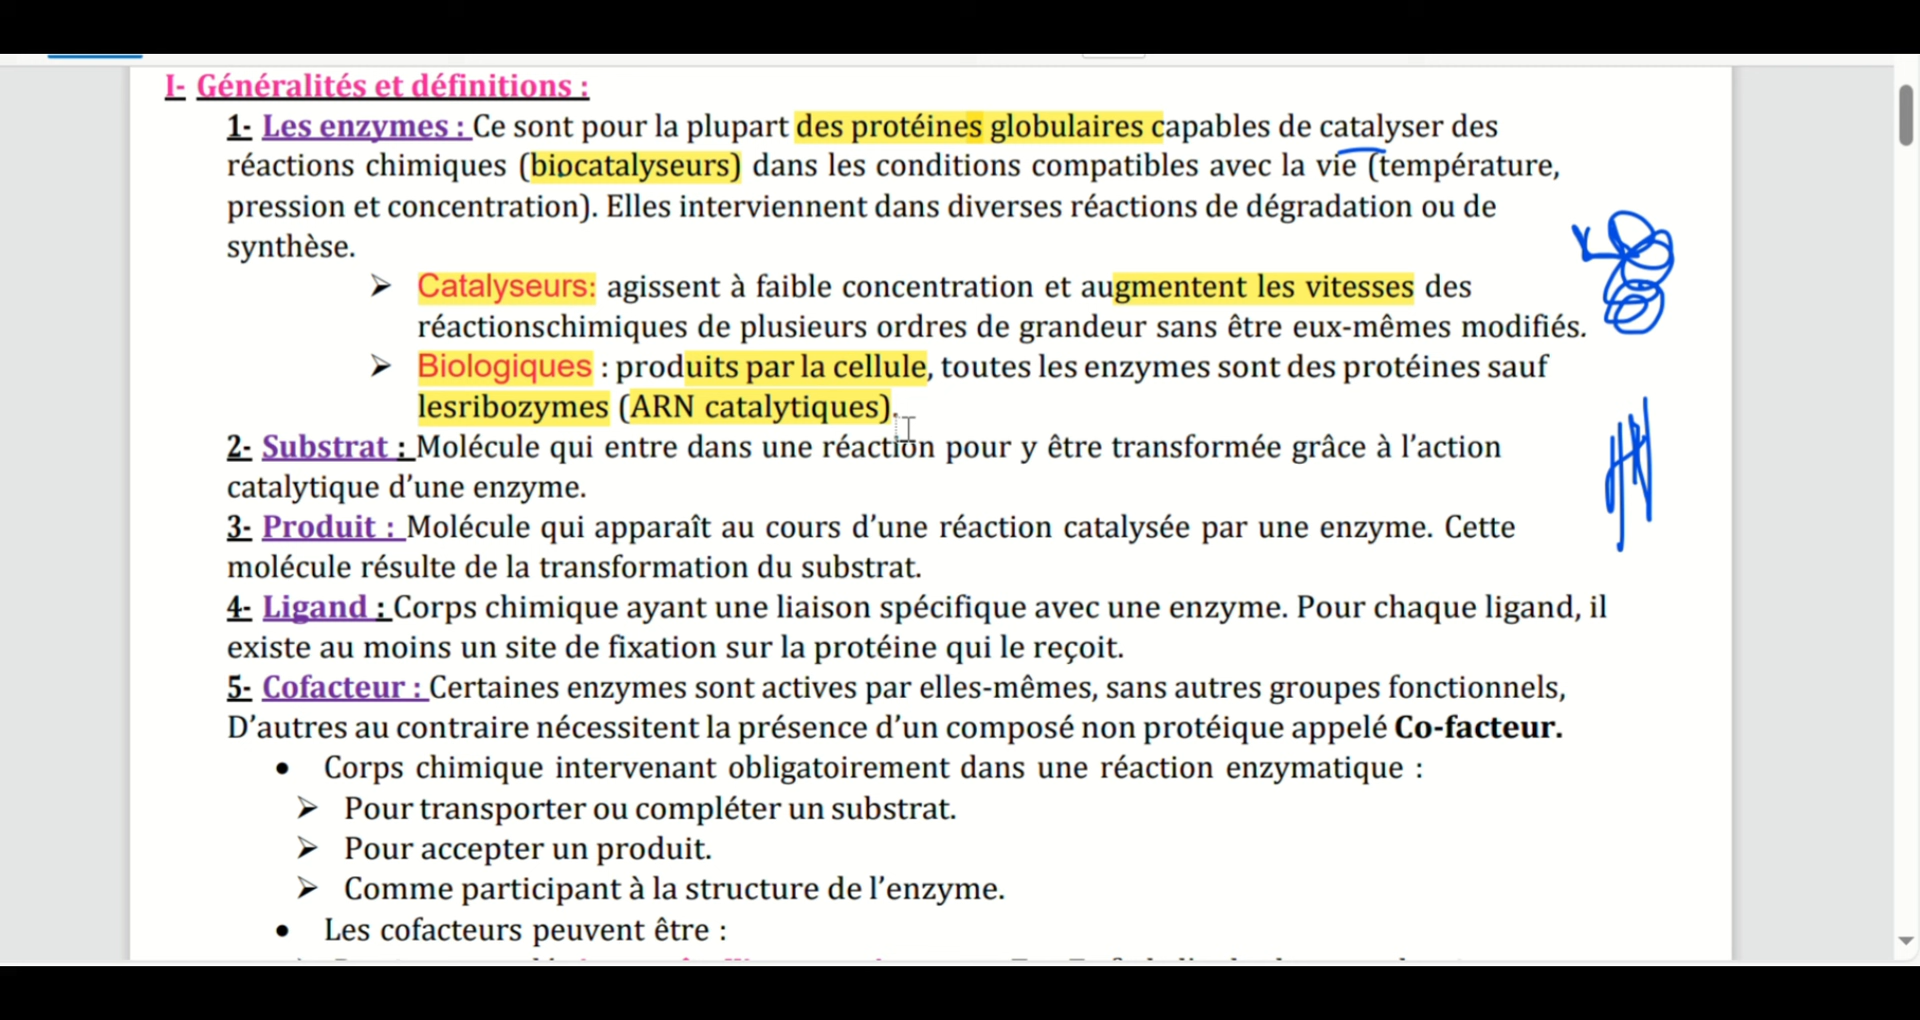 I- Généralités et définitions :
1- Les enzymes : Ce sont pour la plupart des protéines globulaires capables de catalyser des
réactions chimiques (biocatalyseurs) dans les conditions compatibles avec la vie (température,
pression et concentration). Elles interviennent dans diverses réactions de dégradation ou de
synthèse.
➢ Catalyseurs: agissent à faible concentration et augmentent les vitesses des
réactionschimiques de plusieurs ordres de grandeur sans être eux-mêmes modifiés.
➢ Biologiques : produits par la cellule, toutes les enzymes sont des protéines sauf
lesribozymes (ARN catalytiques).
2- Substrat : Molécule qui entre dans une réaction pour y être transformée grâce à l’action
catalytique d’une enzyme.
3- Produit : Molécule qui apparaît au cours d’une réaction catalysée par une enzyme. Cette
molécule résulte de la transformation du substrat.
4- Ligand : Corps chimique ayant une liaison spécifique avec une enzyme. Pour chaque ligand, il
existe au moins un site de fixation sur la protéine qui le reçoit.
5- Cofacteur : Certaines enzymes sont actives par elles-mêmes, sans autres groupes fonctionnels,
D’autres au contraire nécessitent la présence d’un composé non protéique appelé Co-facteur.
• Corps chimique intervenant obligatoirement dans une réaction enzymatique :
➢ Pour transporter ou compléter un substrat.
➢ Pour accepter un produit.
➢ Comme participant à la structure de l’enzyme.
• Les cofacteurs peuvent être :